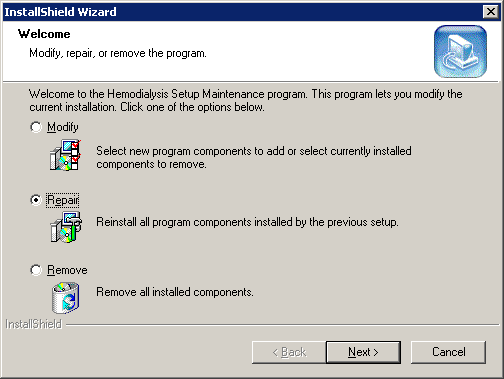 InstallShield Wizard
Welcome
Modify, repair, or remove the program.
Welcome to the Hemodialysis Setup Maintenance program. This program lets you modify the
current installation. Click one of the options below.
Modify
Select new program components to add or select currently installed
components to remove.
Repair
Reinstall all program components installed by the previous setup.
Remove
Remove all installed components.
InstallShield
< Back
Next >
Cancel